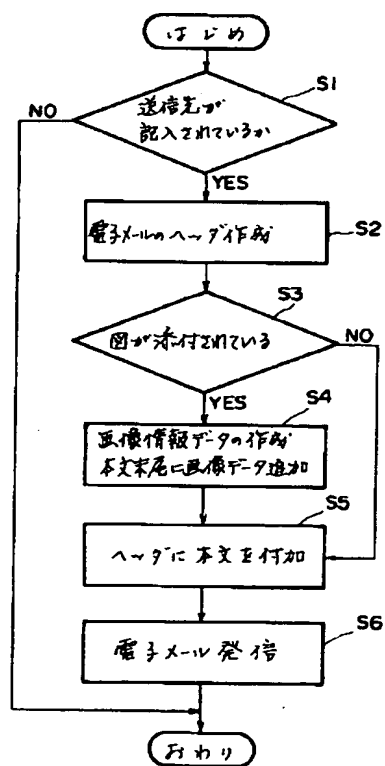 はじめ
S1
送信先が
記入されているか
NO
YES
電子メールのヘッダ作成
S2
S3
図が添付されている
NO
YES
S4
画像情報データの作成
本文末尾に画像データ追加
S5
ヘッダに本文を付加
S6
電子メール発信
おわり